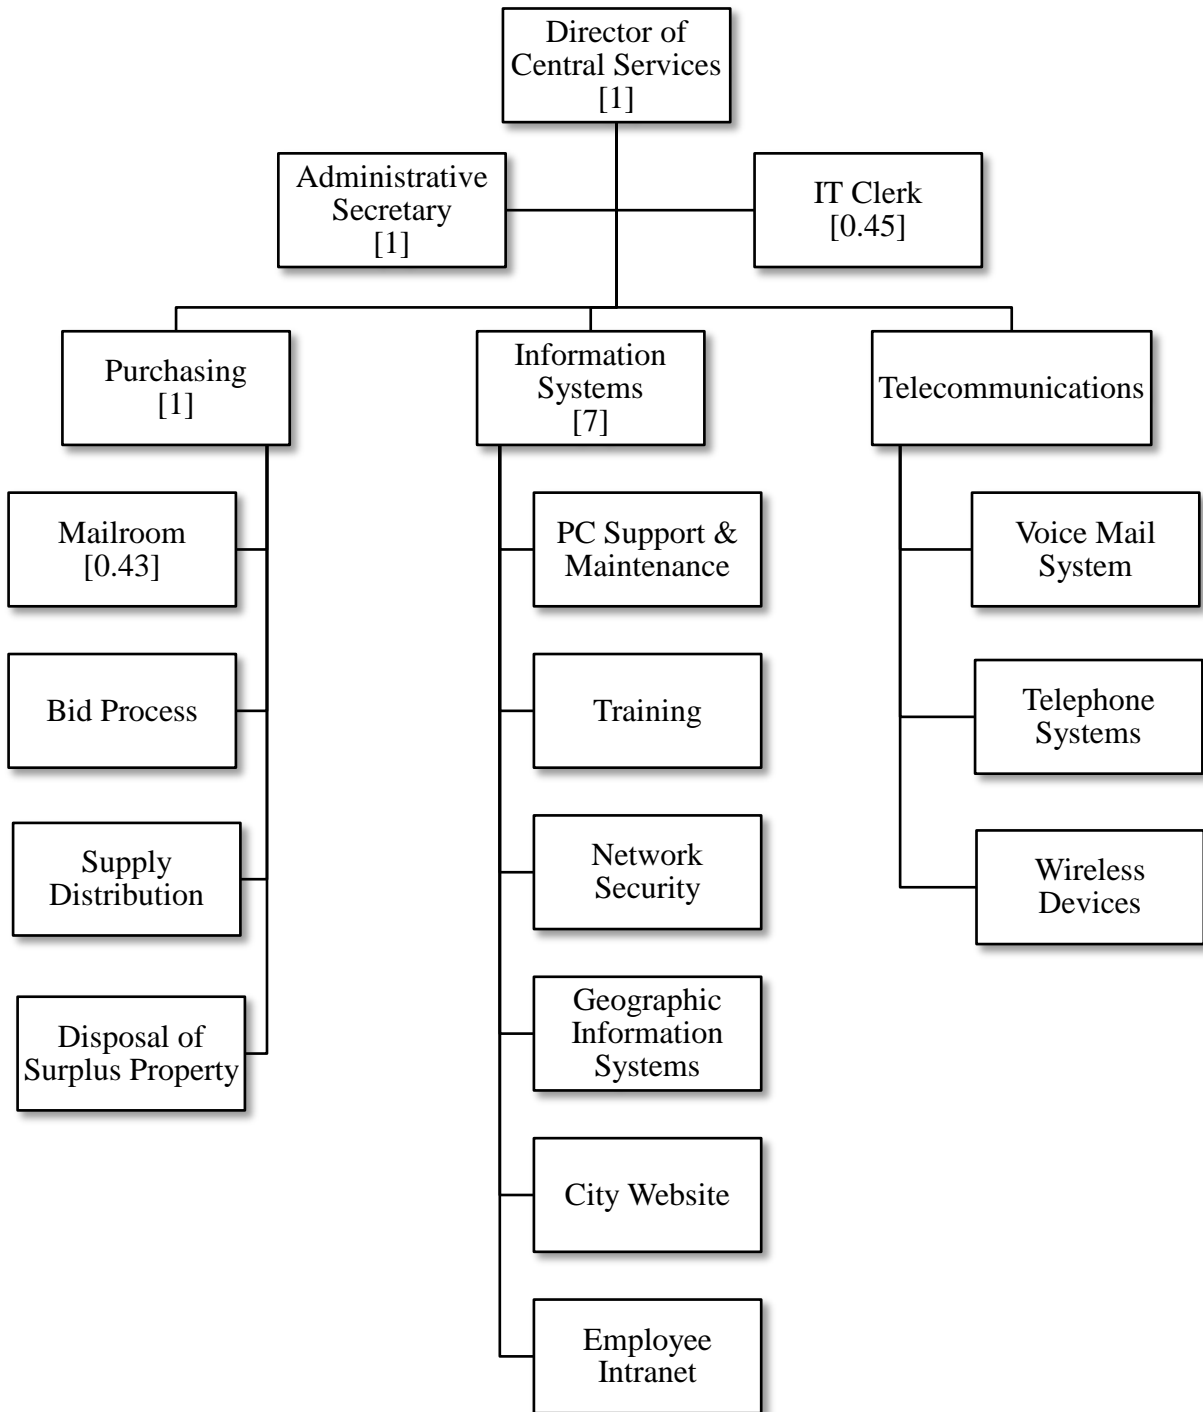 Director of
Central Services
[1]
Administrative
Secretary
[1]
IT Clerk
[0.45]
Purchasing
[1]
Information
Systems
[7]
Telecommunications
Mailroom
[0.43]
Bid Process
Supply
Distribution
Disposal of
Surplus Property
PC Support &
Maintenance
Training
Network
Security
Geographic
Information
Systems
City Website
Employee
Intranet
Voice Mail
System
Telephone
Systems
Wireless
Devices